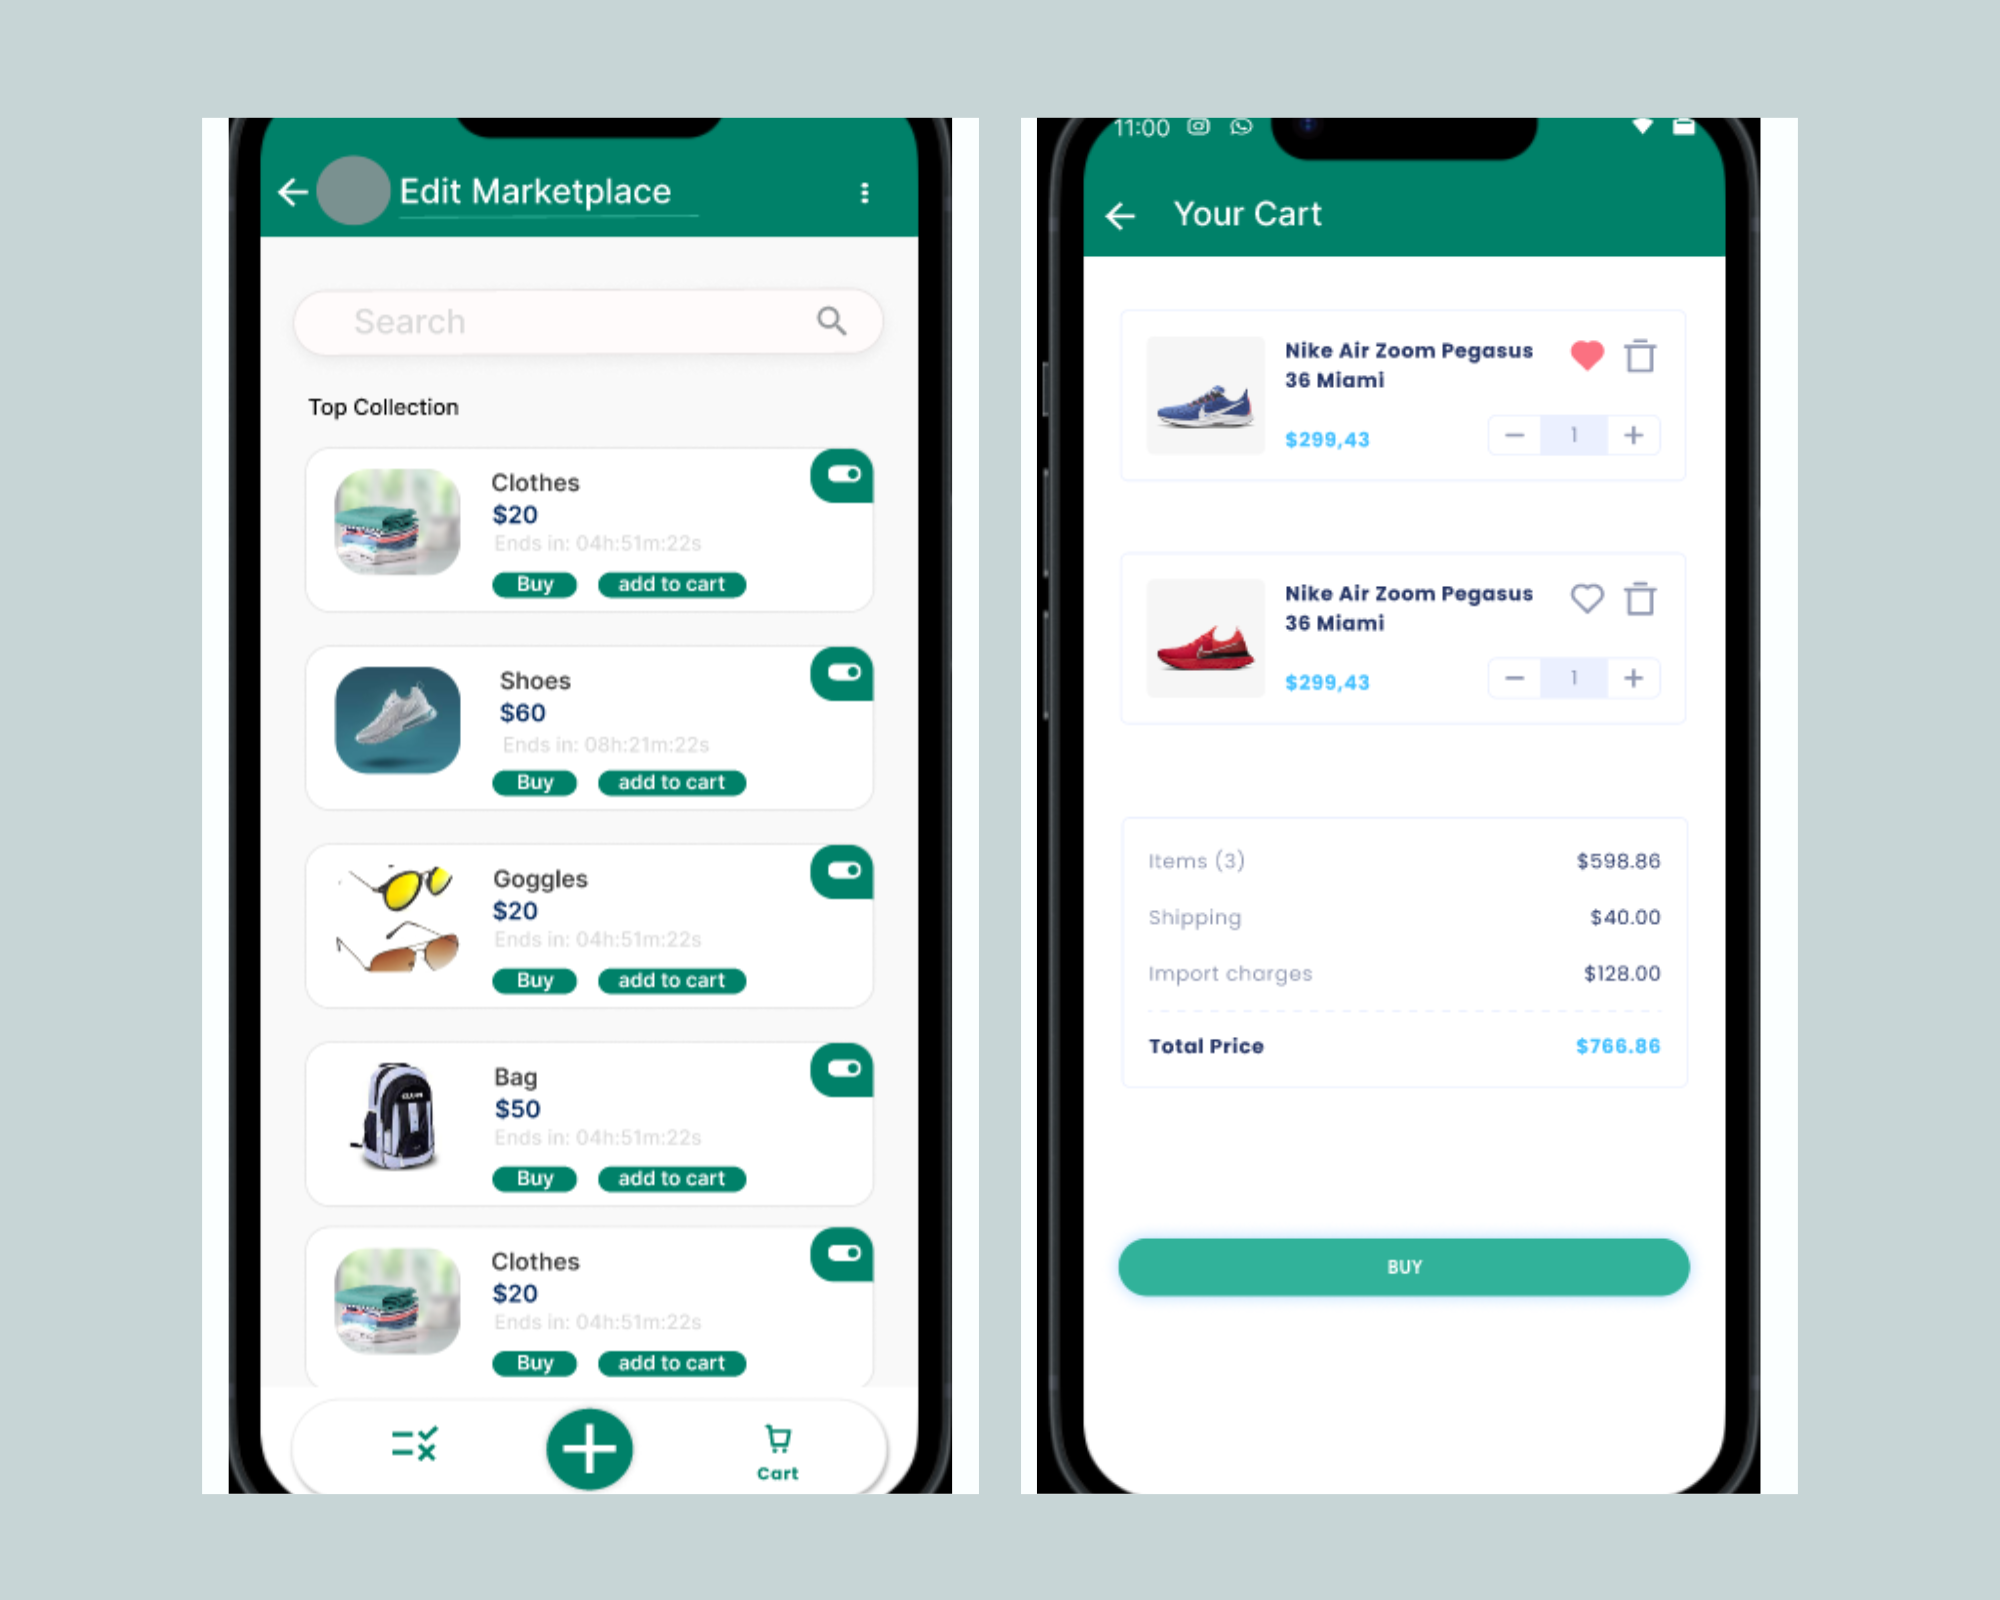 Edit Marketplace
Search
Top Collection
Clothes
$20
Ends in: 04h:51m:22s
Buy add to cart
Shoes
$60
Ends in: 08h:21m:22s
Buy add to cart
Goggles
$20
Ends in: 04h:51m:22s
Buy add to cart
Bag
$50
Ends in: 04h:51m:22s
Buy add to cart
Clothes
$20
Ends in: 04h:51m:22s
Buy add to cart
Cart
11:00
Your Cart
Nike Air Zoom Pegasus
36 Miami
$299,43
1
Nike Air Zoom Pegasus
36 Miami
$299,43
1
Items (3) $598.86
Shipping $40.00
Import charges $128.00
Total Price $766.86
BUY